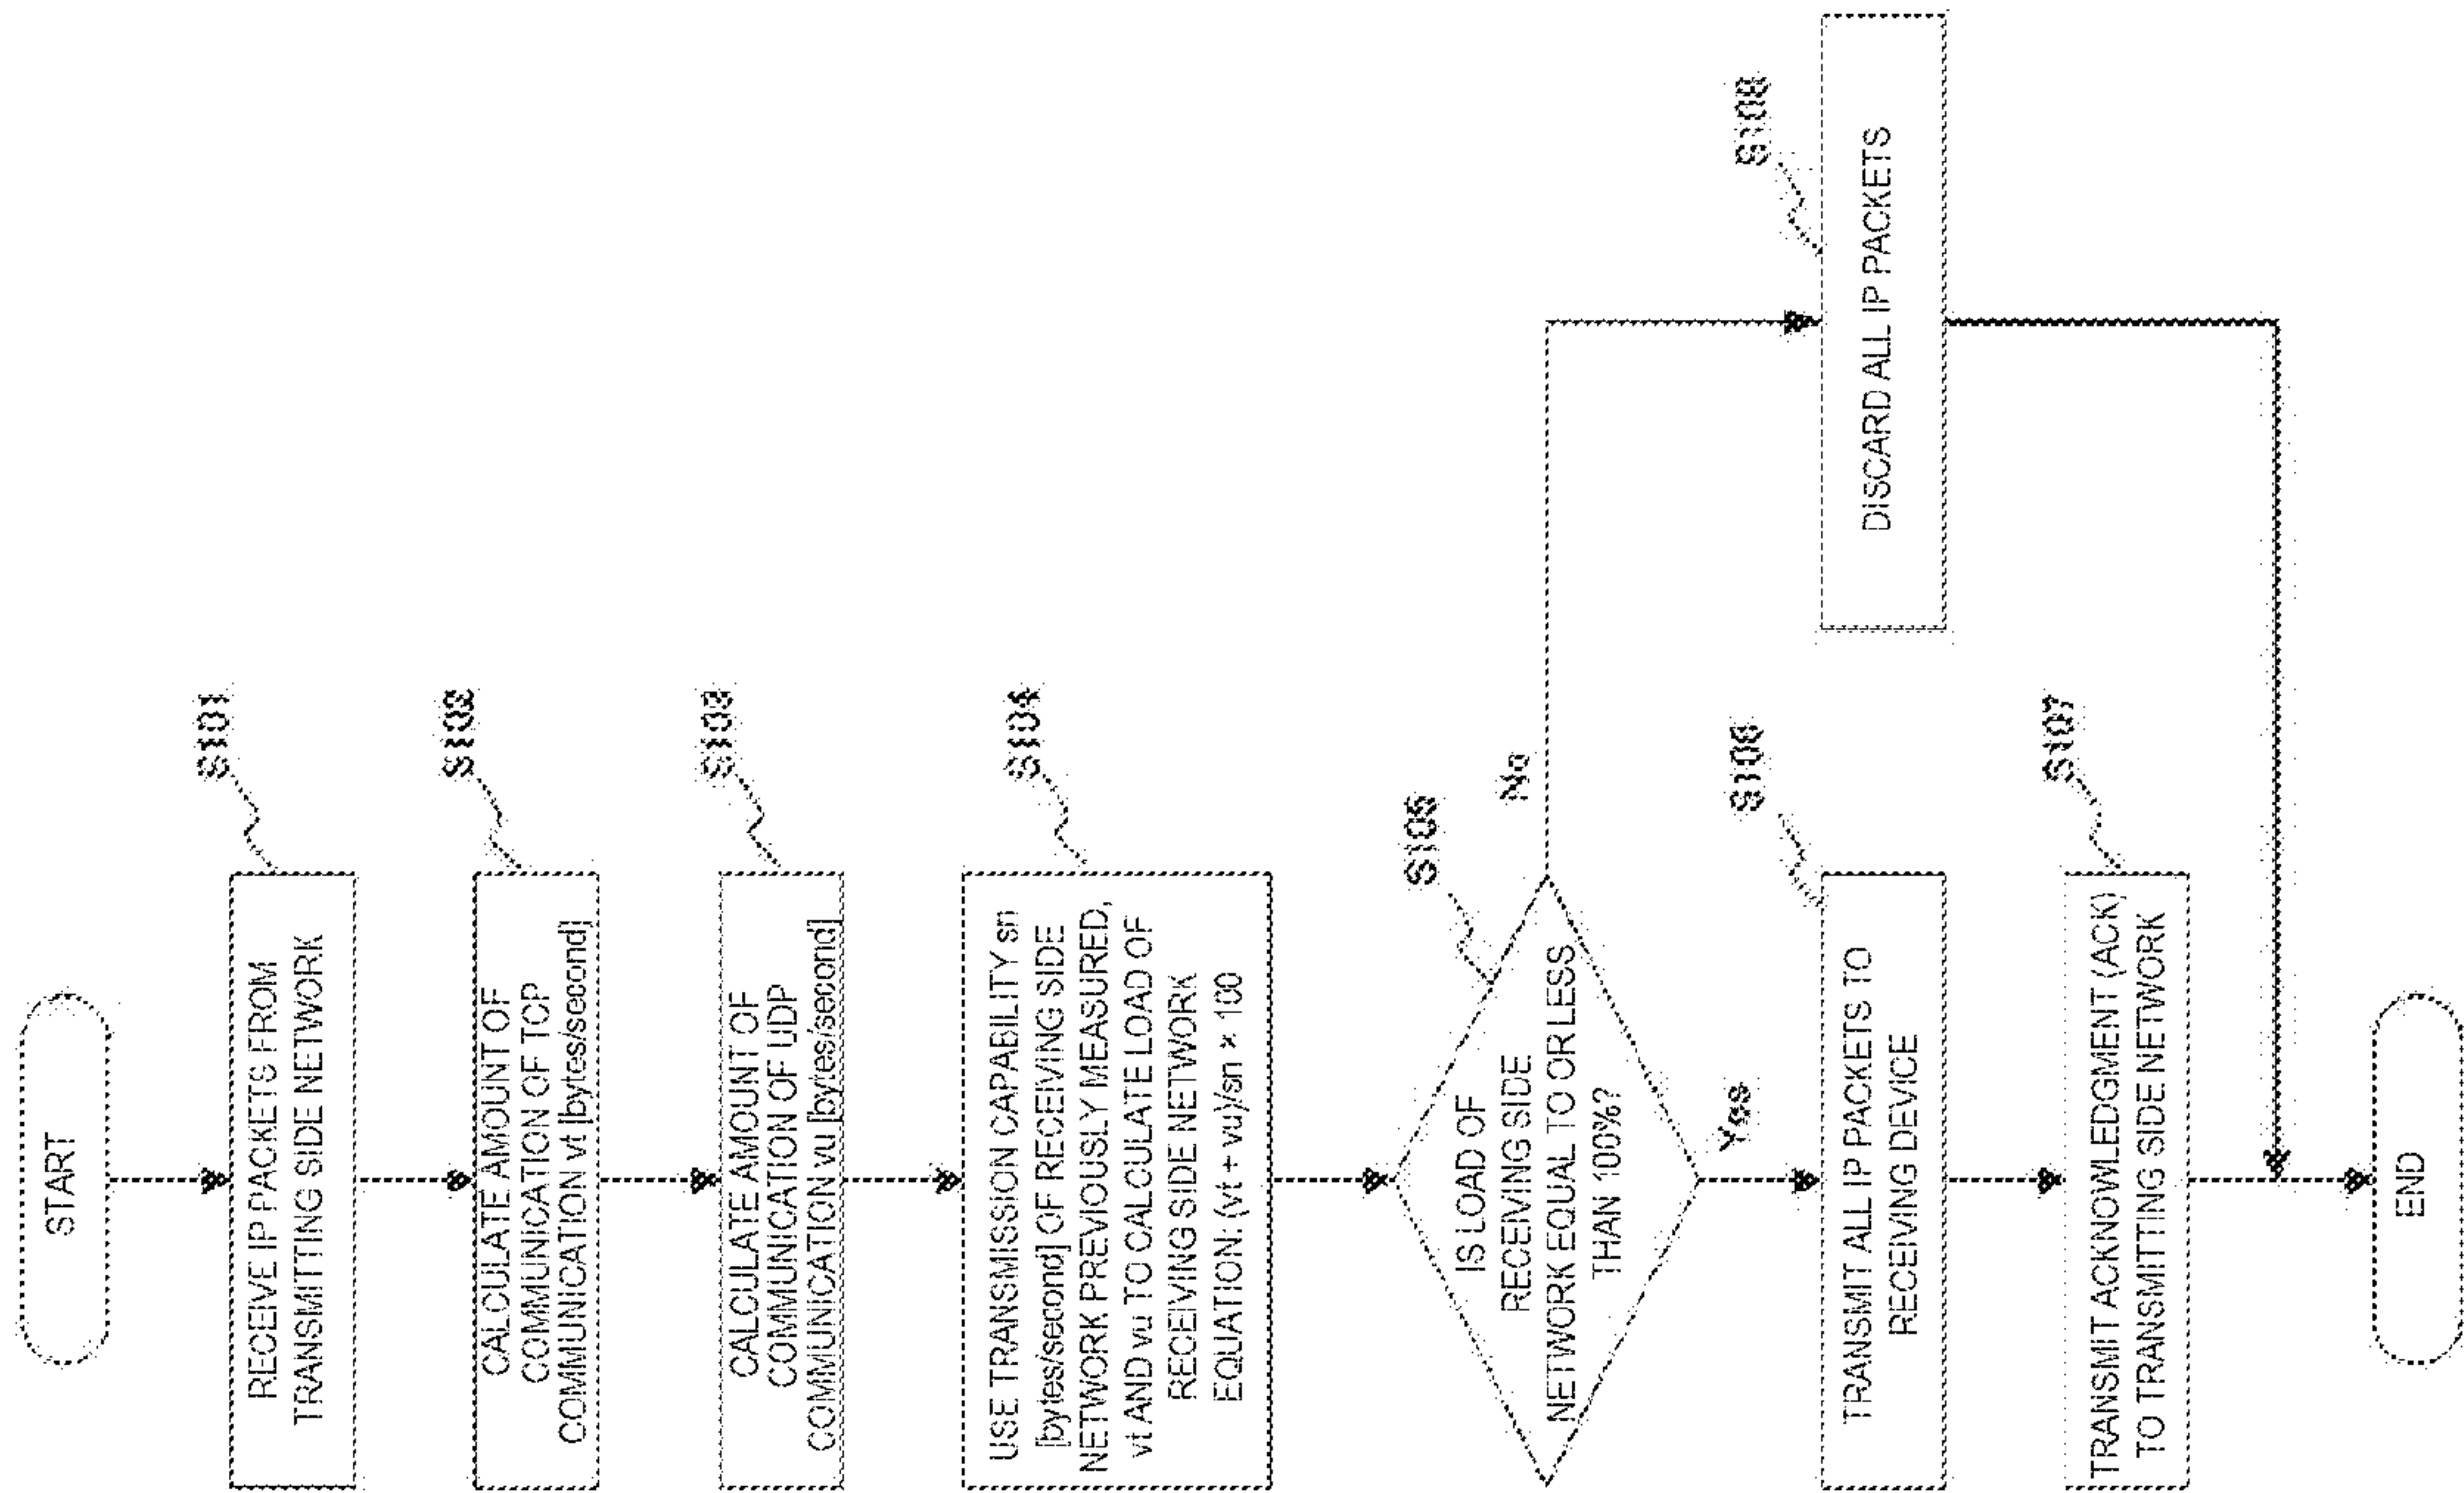 START
S101
RECEIVE IP PACKETS FROM
TRANSMITTING SIDE NETWORK
S102
CALCULATE AMOUNT OF
COMMUNICATION OF TCP
COMMUNICATION vt [bytes/second]
S103
CALCULATE AMOUNT OF
COMMUNICATION OF UDP
COMMUNICATION vu [bytes/second]
S104
USE TRANSMISSION CAPABILITY sn
[bytes/second] OF RECEIVING SIDE
NETWORK PREVIOUSLY MEASURED,
vt AND vu TO CALCULATE LOAD OF
RECEIVING SIDE NETWORK
EQUATION: (vt + vu)/sn × 100
S105
IS LOAD OF
RECEIVING SIDE
NETWORK EQUAL TO OR LESS
THAN 100%?
No
Yes
S106
TRANSMIT ALL IP PACKETS TO
RECEIVING DEVICE
S108
DISCARD ALL IP PACKETS
S107
TRANSMIT ACKNOWLEDGMENT (ACK)
TO TRANSMITTING SIDE NETWORK
END